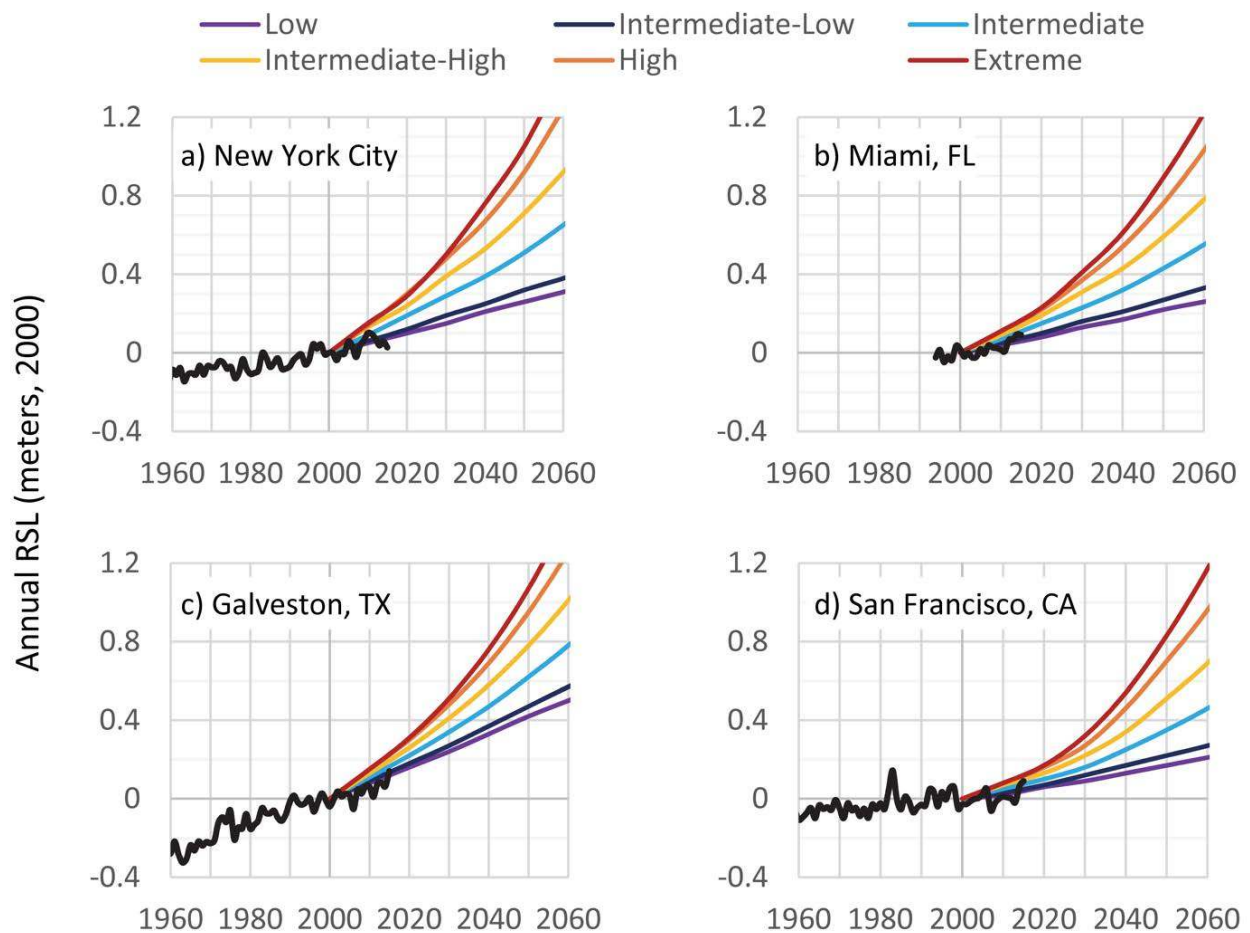 Low Intermediate-Low Intermediate
Intermediate-High High Extreme
Annual RSL (meters, 2000)
a) New York City
1.2
0.8
0.4
0
-0.4
1960 1980 2000 2020 2040 2060
b) Miami, FL
1.2
0.8
0.4
0
-0.4
1960 1980 2000 2020 2040 2060
c) Galveston, TX
1.2
0.8
0.4
0
-0.4
1960 1980 2000 2020 2040 2060
d) San Francisco, CA
1.2
0.8
0.4
0
-0.4
1960 1980 2000 2020 2040 2060